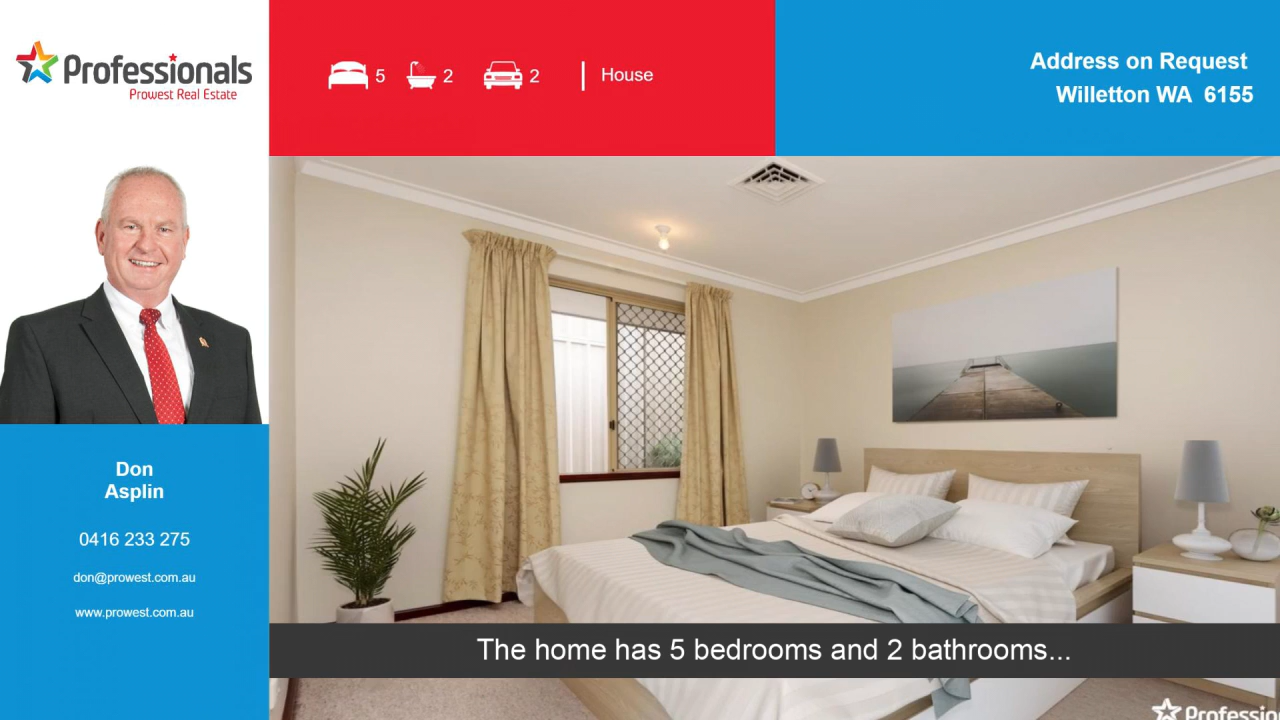 Professionals
Prowest Real Estate
5 2 2 House
Address on Request
Willetton WA 6155
Don
Asplin
0416 233 275
don@prowest.com.au
www.prowest.com.au
The home has 5 bedrooms and 2 bathrooms...
Profession